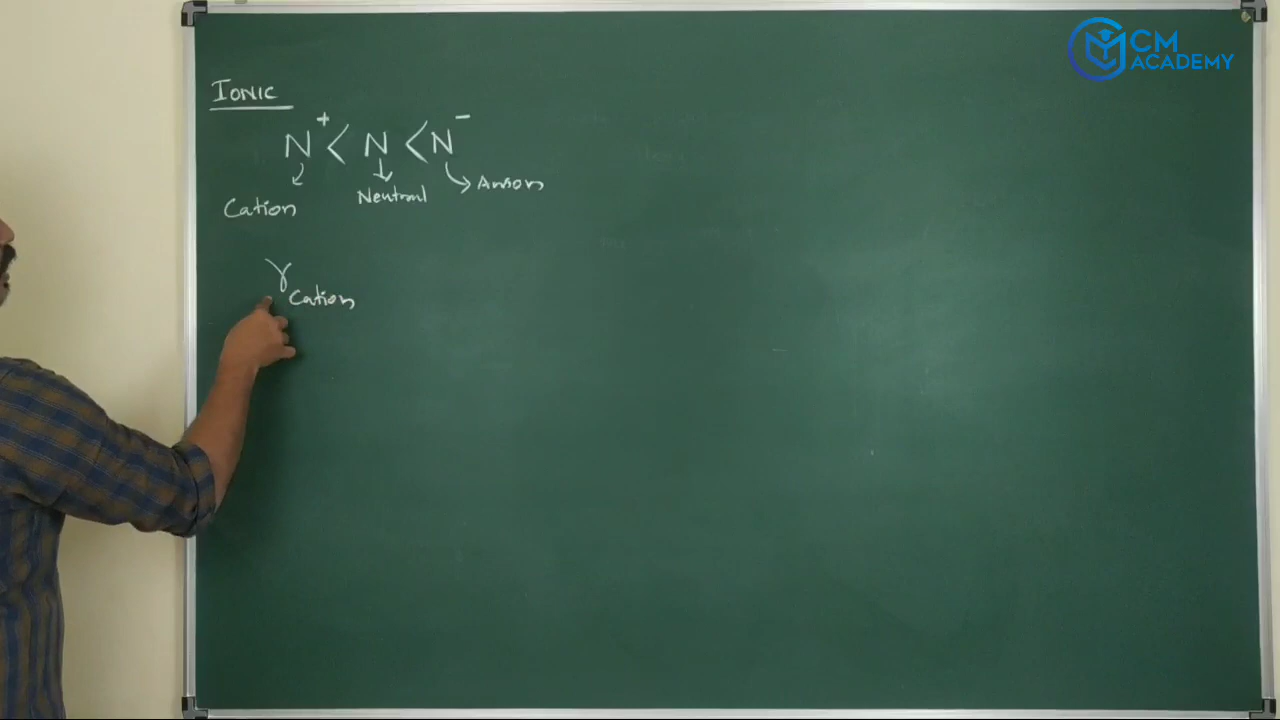 CM
ACADEMY
IONIC
N⁺ < N < N⁻
Cation Neutral Anion
γ Cation